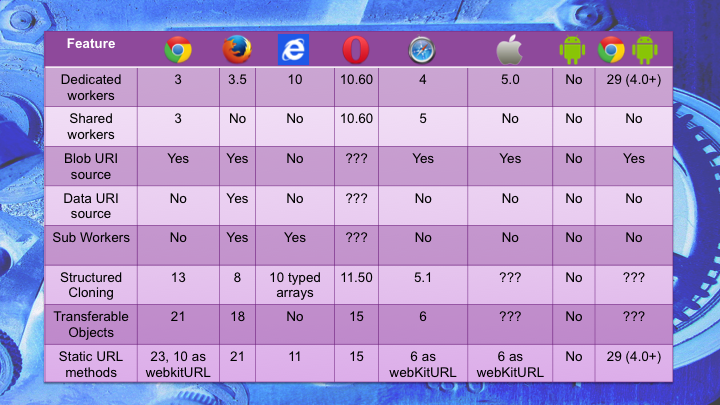 Feature
Dedicated workers 3 3.5 10 10.60 4 5.0 No 29 (4.0+)
Shared workers 3 No No 10.60 5 No No No
Blob URI source Yes Yes No ??? Yes Yes No Yes
Data URI source No Yes No ??? No No No No
Sub Workers No Yes Yes ??? No No No No
Structured Cloning 13 8 10 typed arrays 11.50 5.1 ??? No ???
Transferable Objects 21 18 No 15 6 ??? No ???
Static URL methods 23, 10 as webkitURL 21 11 15 6 as webKitURL 6 as webKitURL No 29 (4.0+)